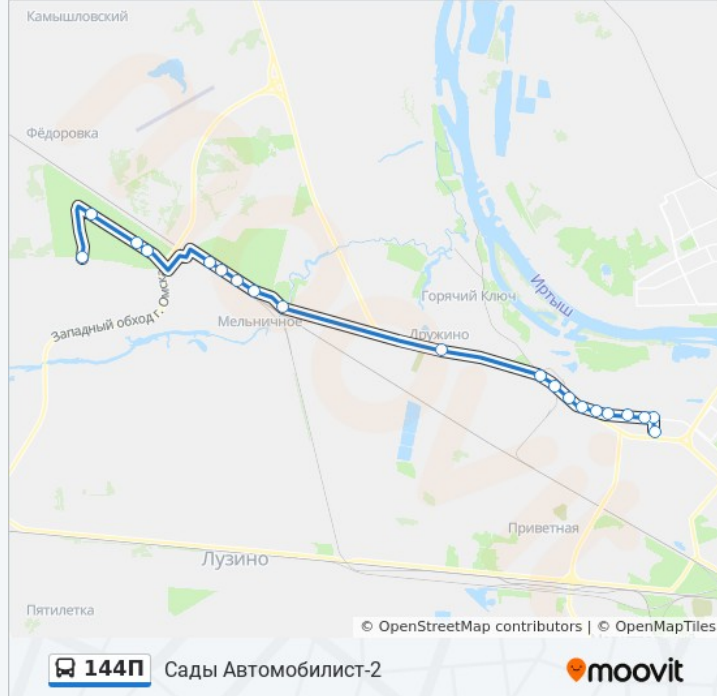 Камышловский
Фёдоровка
Иртыш
Горячий Ключ
Западный обход г. Омска
Мельничное
Дружино
Приветная
Лузино
Пятилетка
© OpenStreetMap contributors | © OpenMapTiles
144П Сады Автомобилист-2 moovit